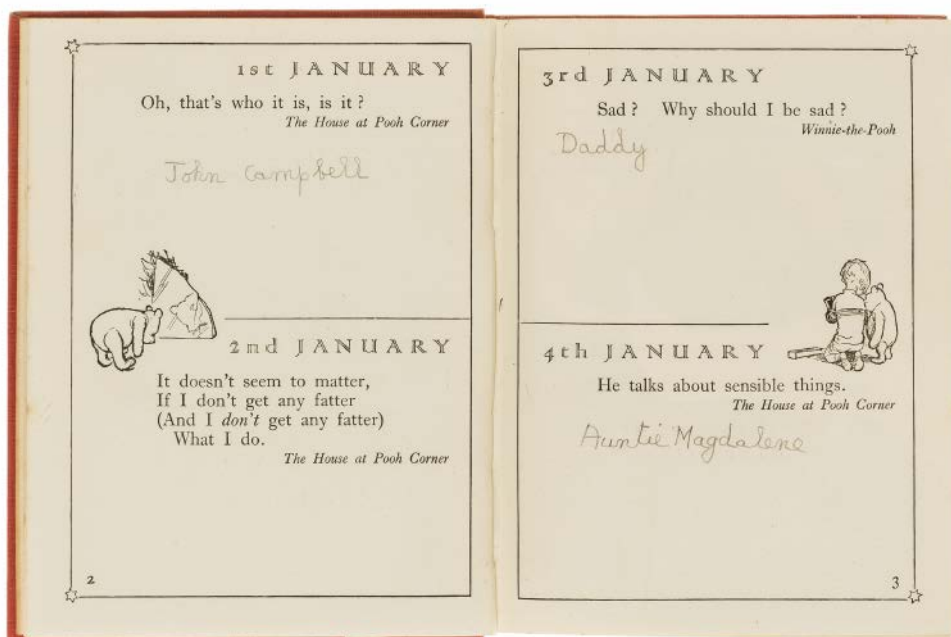 1st JANUARY
Oh, that's who it is, is it?
The House at Pooh Corner
John Campbell
2nd JANUARY
It doesn't seem to matter,
If I don't get any fatter
(And I don't get any fatter)
What I do.
The House at Pooh Corner
2
3rd JANUARY
Sad? Why should I be sad?
Winnie-the-Pooh
Daddy
4th JANUARY
He talks about sensible things.
The House at Pooh Corner
Auntie Magdalene
3